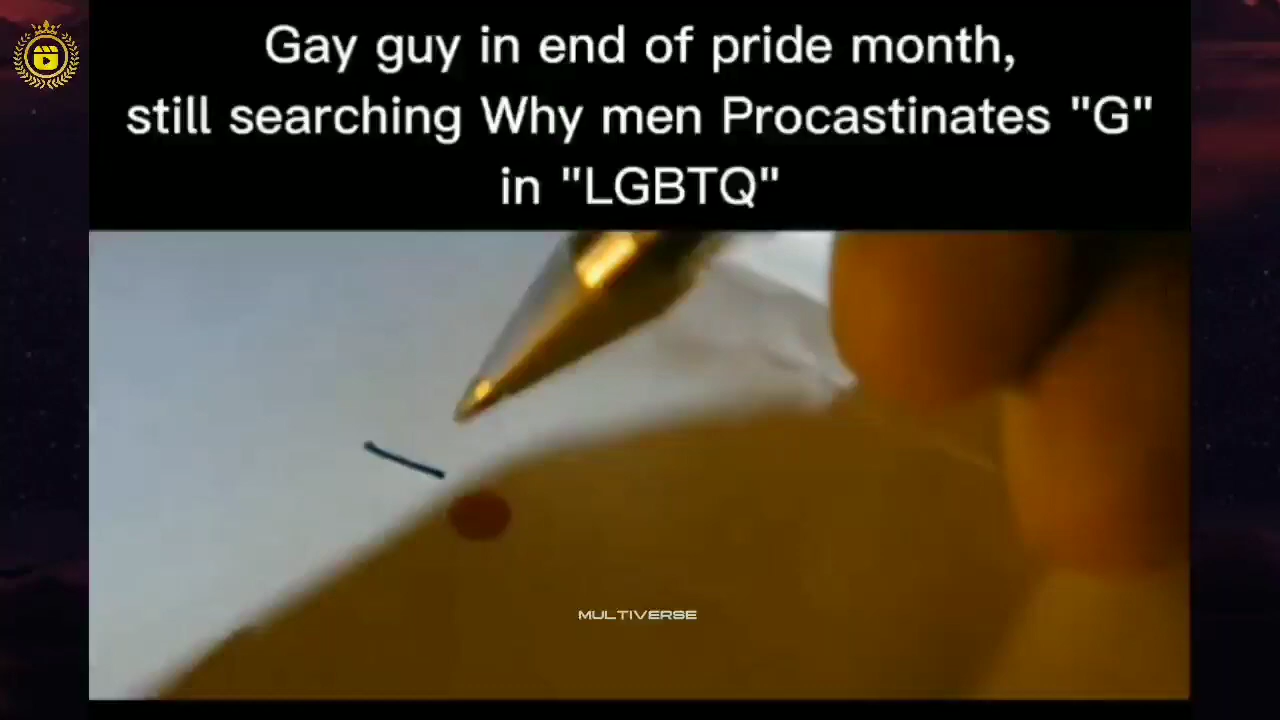 Gay guy in end of pride month,
still searching Why men Procastinates "G"
in "LGBTQ"
MULTIVERSE